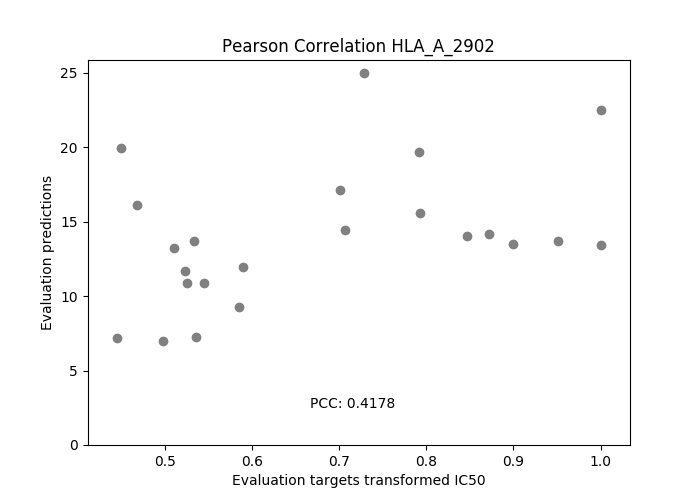 Pearson Correlation HLA_A_2902
25
20
15
10
5
0
Evaluation predictions
PCC: 0.4178
0.5 0.6 0.7 0.8 0.9 1.0
Evaluation targets transformed IC50